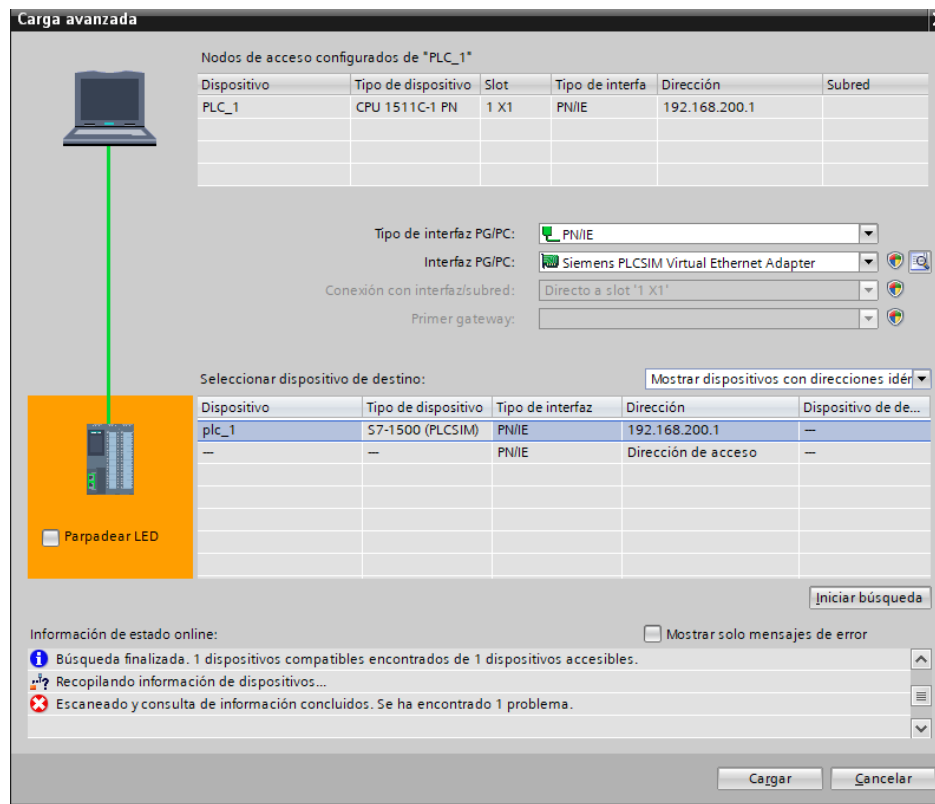 Carga avanzada
Nodos de acceso configurados de "PLC_1"
Dispositivo Tipo de dispositivo Slot Tipo de interfa Dirección Subred
PLC_1 CPU 1511C-1 PN 1 X1 PN/IE 192.168.200.1
Tipo de interfaz PG/PC: PN/IE
Interfaz PG/PC: Siemens PLCSIM Virtual Ethernet Adapter
Conexión con interfaz/subred: Directo a slot '1 X1'
Primer gateway:
Seleccionar dispositivo de destino: Mostrar dispositivos con direcciones idér
Dispositivo Tipo de dispositivo Tipo de interfaz Dirección Dispositivo de de...
plc_1 S7-1500 (PLCSIM) PN/IE 192.168.200.1 —
— — PN/IE Dirección de acceso —
Parpadear LED
Iniciar búsqueda
Información de estado online: Mostrar solo mensajes de error
Búsqueda finalizada. 1 dispositivos compatibles encontrados de 1 dispositivos accesibles.
Recopilando información de dispositivos...
Escaneado y consulta de información concluidos. Se ha encontrado 1 problema.
Cargar Cancelar